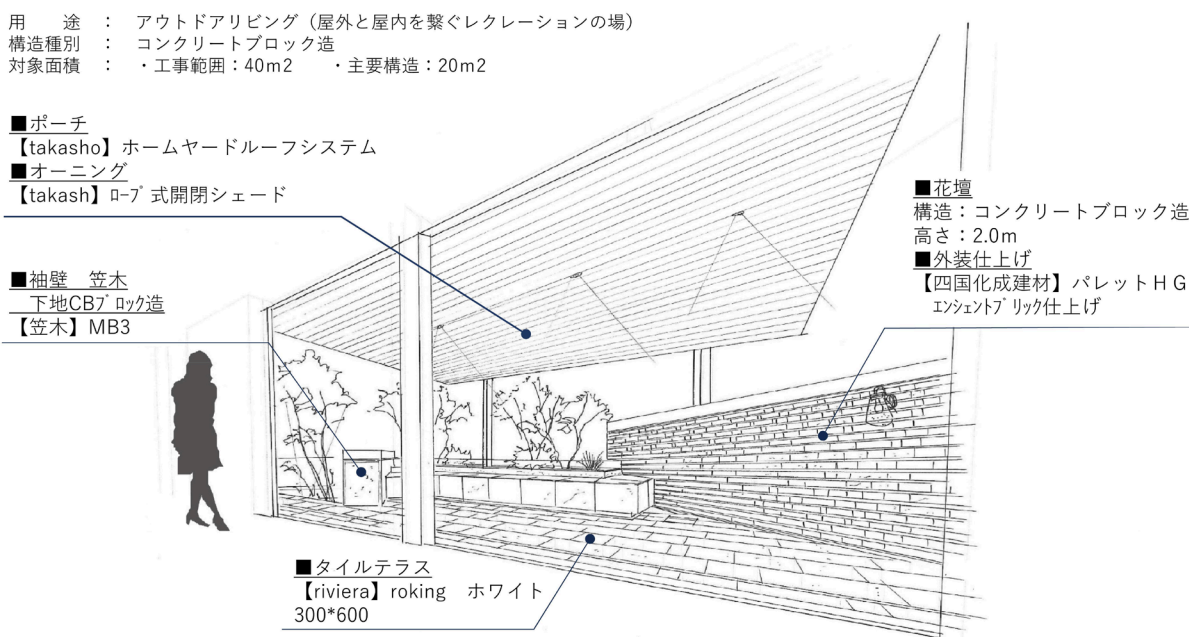 用　途 ： アウトドアリビング（屋外と屋内を繋ぐレクレーションの場）
構造種別 ： コンクリートブロック造
対象面積 ： ・工事範囲：40m2 ・主要構造：20m2
■ポーチ
【takasho】ホームヤードルーフシステム
■オーニング
【takash】ﾛｰﾌﾟ式開閉シェード
■袖壁　笠木
下地CBﾌﾞﾛｯｸ造
【笠木】MB3
■花壇
構造：コンクリートブロック造
高さ：2.0m
■外装仕上げ
【四国化成建材】パレットＨＧ
ｴﾝｼｪﾝﾄﾌﾞﾘｯｸ仕上げ
■タイルテラス
【riviera】roking　ホワイト
300*600